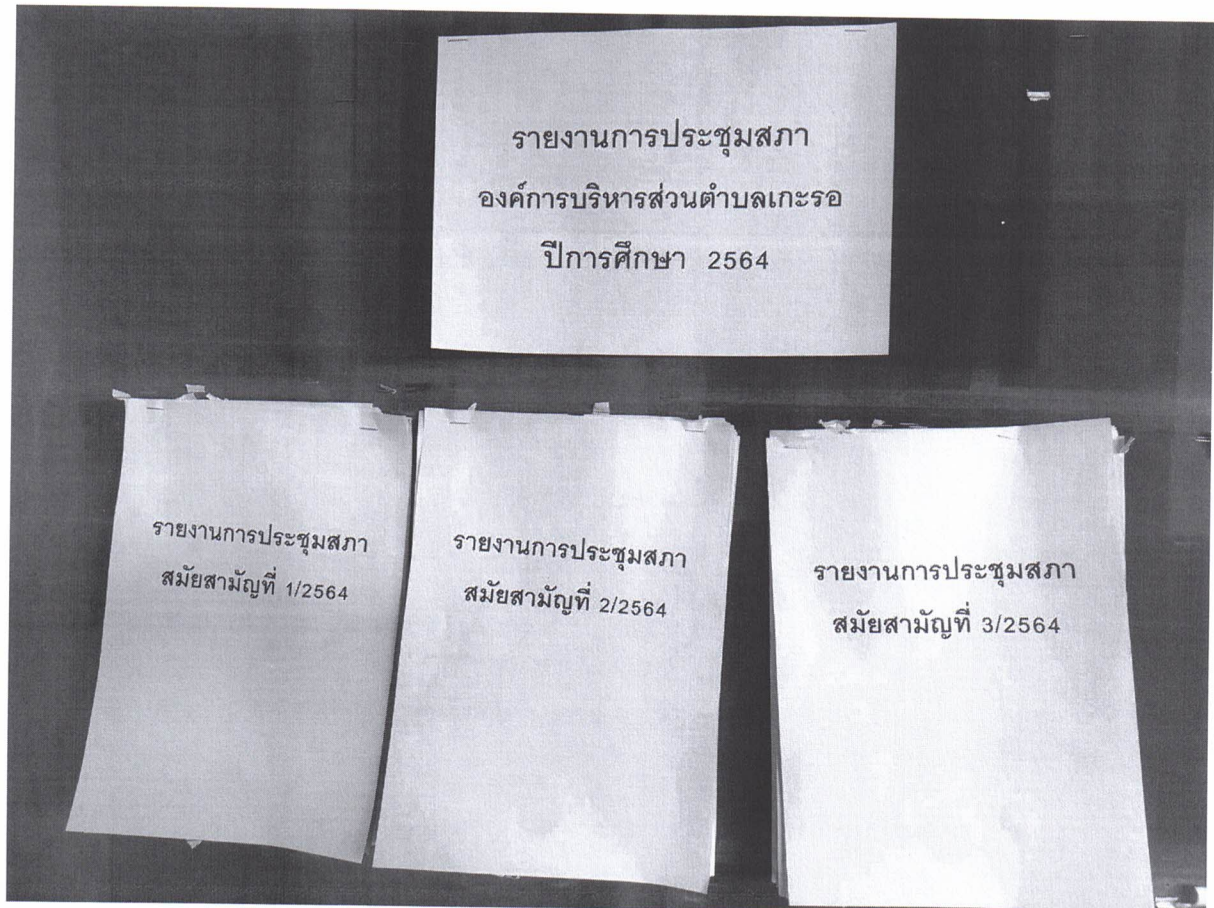 รายงานการประชุมสภา
องค์การบริหารส่วนตำบลเกะรอ
ปีการศึกษา 2564
รายงานการประชุมสภา
สมัยสามัญที่ 1/2564
รายงานการประชุมสภา
สมัยสามัญที่ 2/2564
รายงานการประชุมสภา
สมัยสามัญที่ 3/2564